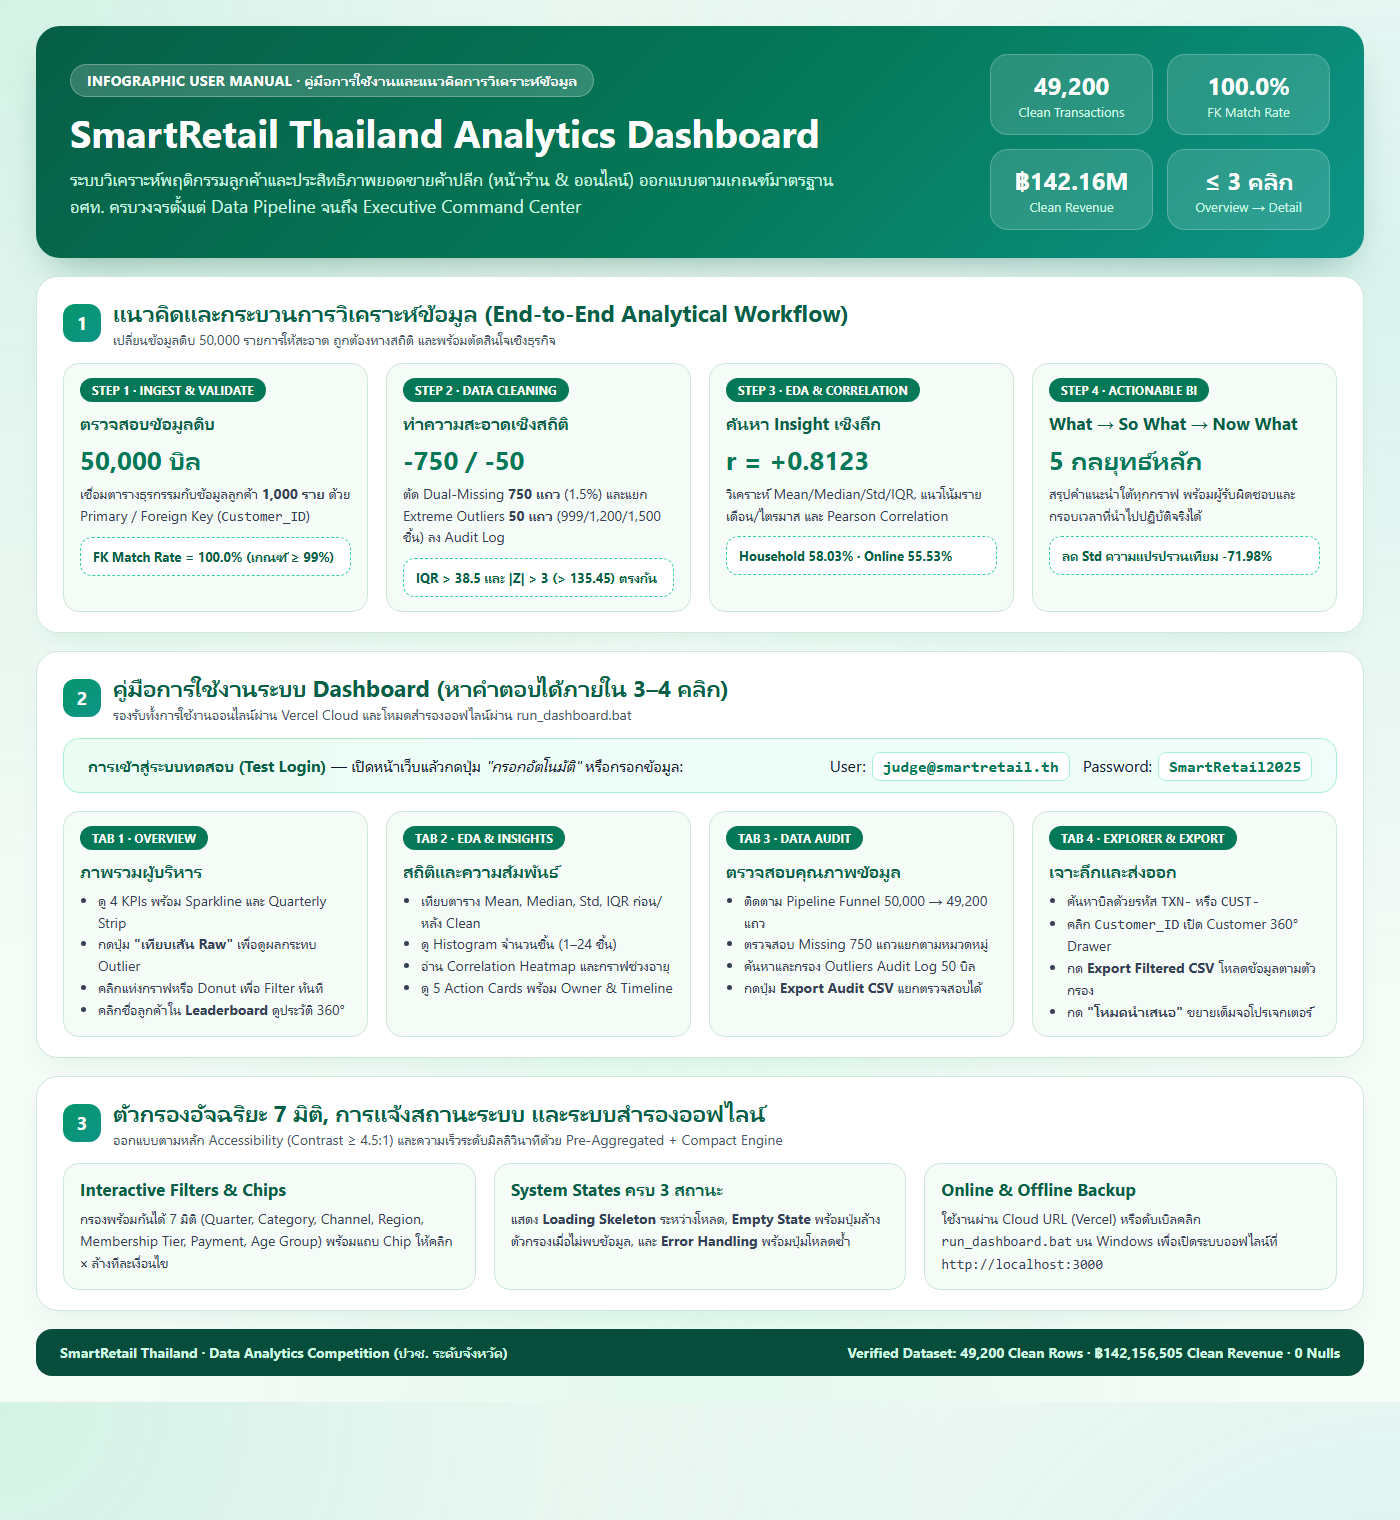 INFOGRAPHIC USER MANUAL · คู่มือการใช้งานและแนวคิดการวิเคราะห์ข้อมูล
SmartRetail Thailand Analytics Dashboard
ระบบวิเคราะห์พฤติกรรมลูกค้าและประสิทธิภาพยอดขายค้าปลีก (หน้าร้าน & ออนไลน์) ออกแบบตามเกณฑ์มาตรฐาน
อศท. ครบวงจรตั้งแต่ Data Pipeline จนถึง Executive Command Center
49,200
Clean Transactions
100.0%
FK Match Rate
฿142.16M
Clean Revenue
≤ 3 คลิก
Overview → Detail
1
แนวคิดและกระบวนการวิเคราะห์ข้อมูล (End-to-End Analytical Workflow)
เปลี่ยนข้อมูลดิบ 50,000 รายการให้สะอาด ถูกต้องทางสถิติ และพร้อมตัดสินใจเชิงธุรกิจ
STEP 1 · INGEST & VALIDATE
ตรวจสอบข้อมูลดิบ
50,000 บิล
เชื่อมตารางธุรกรรมกับข้อมูลลูกค้า 1,000 ราย ด้วย
Primary / Foreign Key (Customer_ID)
FK Match Rate = 100.0% (เกณฑ์ ≥ 99%)
STEP 2 · DATA CLEANING
ทำความสะอาดเชิงสถิติ
-750 / -50
ตัด Dual-Missing 750 แถว (1.5%) และแยก
Extreme Outliers 50 แถว (999/1,200/1,500
ชิ้น) ลง Audit Log
IQR > 38.5 และ |Z| > 3 (> 135.45) ตรงกัน
STEP 3 · EDA & CORRELATION
ค้นหา Insight เชิงลึก
r = +0.8123
วิเคราะห์ Mean/Median/Std/IQR, แนวโน้มราย
เดือน/ไตรมาส และ Pearson Correlation
Household 58.03% · Online 55.53%
STEP 4 · ACTIONABLE BI
What → So What → Now What
5 กลยุทธ์หลัก
สรุปคำแนะนำใต้ทุกกราฟ พร้อมผู้รับผิดชอบและ
กรอบเวลาที่นำไปปฏิบัติจริงได้
ลด Std ความแปรปรวนเทียม -71.98%
2
คู่มือการใช้งานระบบ Dashboard (หาคำตอบได้ภายใน 3–4 คลิก)
รองรับทั้งการใช้งานออนไลน์ผ่าน Vercel Cloud และโหมดสำรองออฟไลน์ผ่าน run_dashboard.bat
การเข้าสู่ระบบทดสอบ (Test Login) — เปิดหน้าเว็บแล้วกดปุ่ม "กรอกอัตโนมัติ" หรือกรอกข้อมูล:
User: judge@smartretail.th Password: SmartRetail2025
TAB 1 · OVERVIEW
ภาพรวมผู้บริหาร
• ดู 4 KPIs พร้อม Sparkline และ Quarterly
Strip
• กดปุ่ม "เทียบเส้น Raw" เพื่อดูผลกระทบ
Outlier
• คลิกแท่งกราฟหรือ Donut เพื่อ Filter ทันที
• คลิกชื่อลูกค้าใน Leaderboard ดูประวัติ 360°
TAB 2 · EDA & INSIGHTS
สถิติและความสัมพันธ์
• เทียบตาราง Mean, Median, Std, IQR ก่อน/
หลัง Clean
• ดู Histogram จำนวนชิ้น (1–24 ชิ้น)
• อ่าน Correlation Heatmap และกราฟช่วงอายุ
• ดู 5 Action Cards พร้อม Owner & Timeline
TAB 3 · DATA AUDIT
ตรวจสอบคุณภาพข้อมูล
• ติดตาม Pipeline Funnel 50,000 → 49,200
แถว
• ตรวจสอบ Missing 750 แถวแยกตามหมวดหมู่
• ค้นหาและกรอง Outliers Audit Log 50 บิล
• กดปุ่ม Export Audit CSV แยกตรวจสอบได้
TAB 4 · EXPLORER & EXPORT
เจาะลึกและส่งออก
• ค้นหาบิลด้วยรหัส TXN- หรือ CUST-
• คลิก Customer_ID เปิด Customer 360°
Drawer
• กด Export Filtered CSV โหลดข้อมูลตามตัว
กรอง
• กด "โหมดนำเสนอ" ขยายเต็มจอโปรเจกเตอร์
3
ตัวกรองอัจฉริยะ 7 มิติ, การแจ้งสถานะระบบ และระบบสำรองออฟไลน์
ออกแบบตามหลัก Accessibility (Contrast ≥ 4.5:1) และความเร็วระดับมิลลิวินาทีด้วย Pre-Aggregated + Compact Engine
Interactive Filters & Chips
กรองพร้อมกันได้ 7 มิติ (Quarter, Category, Channel, Region,
Membership Tier, Payment, Age Group) พร้อมแถบ Chip ให้คลิก
× ล้างทีละเงื่อนไข
System States ครบ 3 สถานะ
แสดง Loading Skeleton ระหว่างโหลด, Empty State พร้อมปุ่มล้าง
ตัวกรองเมื่อไม่พบข้อมูล, และ Error Handling พร้อมปุ่มโหลดซ้ำ
Online & Offline Backup
ใช้งานผ่าน Cloud URL (Vercel) หรือดับเบิลคลิก
run_dashboard.bat บน Windows เพื่อเปิดระบบออฟไลน์ที่
http://localhost:3000
SmartRetail Thailand · Data Analytics Competition (ปวช. ระดับจังหวัด)
Verified Dataset: 49,200 Clean Rows · ฿142,156,505 Clean Revenue · 0 Nulls